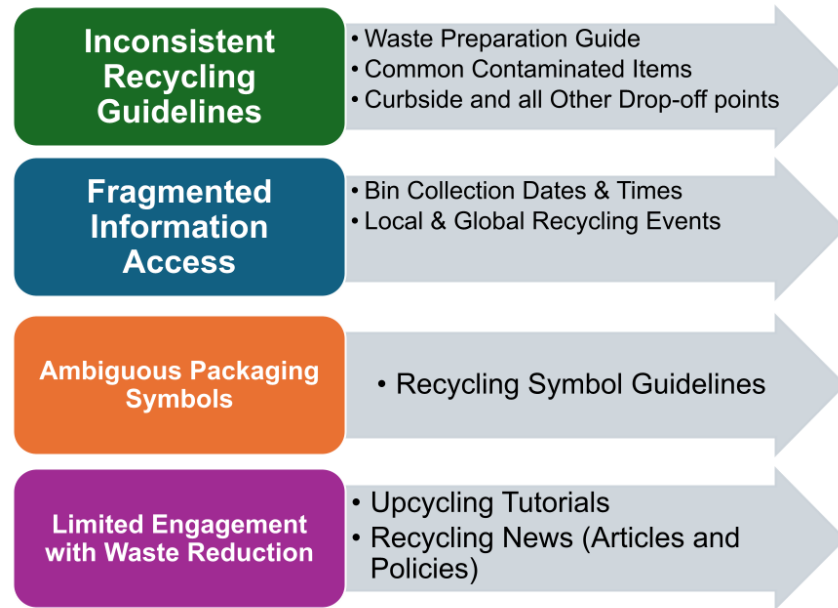 Inconsistent
Recycling
Guidelines
• Waste Preparation Guide
• Common Contaminated Items
• Curbside and all Other Drop-off points
Fragmented
Information
Access
• Bin Collection Dates & Times
• Local & Global Recycling Events
Ambiguous Packaging
Symbols
• Recycling Symbol Guidelines
Limited Engagement
with Waste Reduction
• Upcycling Tutorials
• Recycling News (Articles and
Policies)